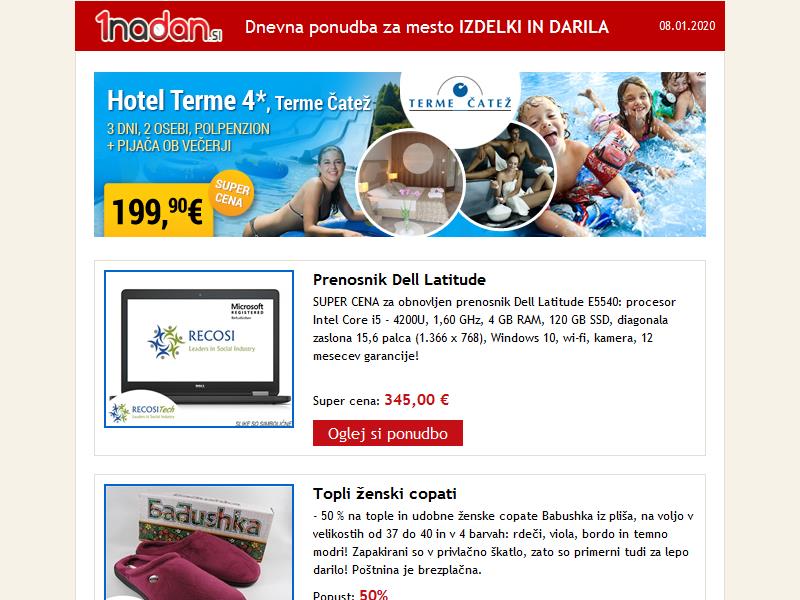 1nadan.si
Dnevna ponudba za mesto IZDELKI IN DARILA
08.01.2020
Hotel Terme 4*, Terme Čatež
3 DNI, 2 OSEBI, POLPENZION
+ PIJAČA OB VEČERJI
SUPER
CENA
199,90€
TERME ČATEŽ
Prenosnik Dell Latitude
SUPER CENA za obnovljen prenosnik Dell Latitude E5540: procesor
Intel Core i5 - 4200U, 1,60 GHz, 4 GB RAM, 120 GB SSD, diagonala
zaslona 15,6 palca (1.366 x 768), Windows 10, wi-fi, kamera, 12
mesecev garancije!
Super cena: 345,00 €
Oglej si ponudbo
Microsoft
REGISTERED
Refurbisher
RECOSI
Leaders in Social Industry
DELL
RECOSITech
Leaders in Social Industry
SLIKE SO SIMBOLIČNE
Topli ženski copati
- 50 % na tople in udobne ženske copate Babushka iz pliša, na voljo v
velikostih od 37 do 40 in v 4 barvah: rdeči, viola, bordo in temno
modri! Zapakirani so v privlačno škatlo, zato so primerni tudi za lepo
darilo! Poštnina je brezplačna.
Popust: 50%
Бabushka